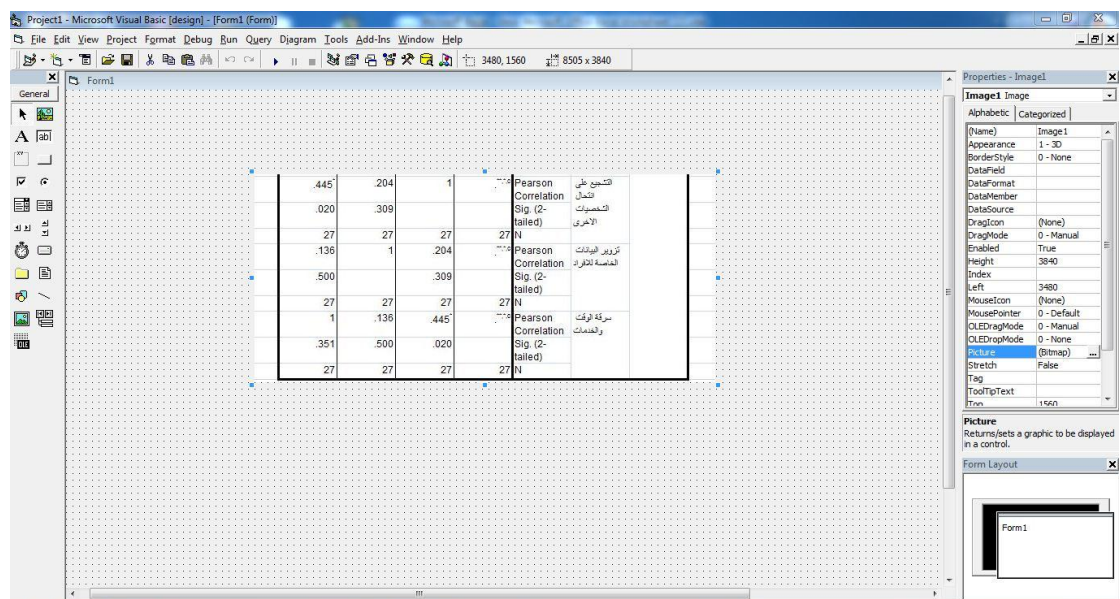 Project1 - Microsoft Visual Basic [design] - [Form1 (Form)]
File Edit View Project Format Debug Run Query Diagram Tools Add-Ins Window Help
3480, 1560 8505 x 3840
General
Form1
.445* .204 1 Pearson Correlation التشجيع على انتحال الشخصيات الاخرى
.020 .309 Sig. (2-tailed)
27 27 27 27 N
.136 1 .204 Pearson Correlation تزوير البيانات الخاصة للافراد
.500 .309 Sig. (2-tailed)
27 27 27 27 N
1 .136 .445* Pearson Correlation سرقة الوقت والخدمات
.351 .500 .020 Sig. (2-tailed)
27 27 27 27 N
Properties - Image1
Image1 Image
Alphabetic Categorized
(Name) Image1
Appearance 1 - 3D
BorderStyle 0 - None
DataField
DataFormat
DataMember
DataSource
DragIcon (None)
DragMode 0 - Manual
Enabled True
Height 3840
Index
Left 3480
MouseIcon (None)
MousePointer 0 - Default
OLEDragMode 0 - Manual
OLEDropMode 0 - None
Picture (Bitmap) ...
Stretch False
Tag
ToolTipText
Top 1560
Picture
Returns/sets a graphic to be displayed
in a control.
Form Layout
Form1